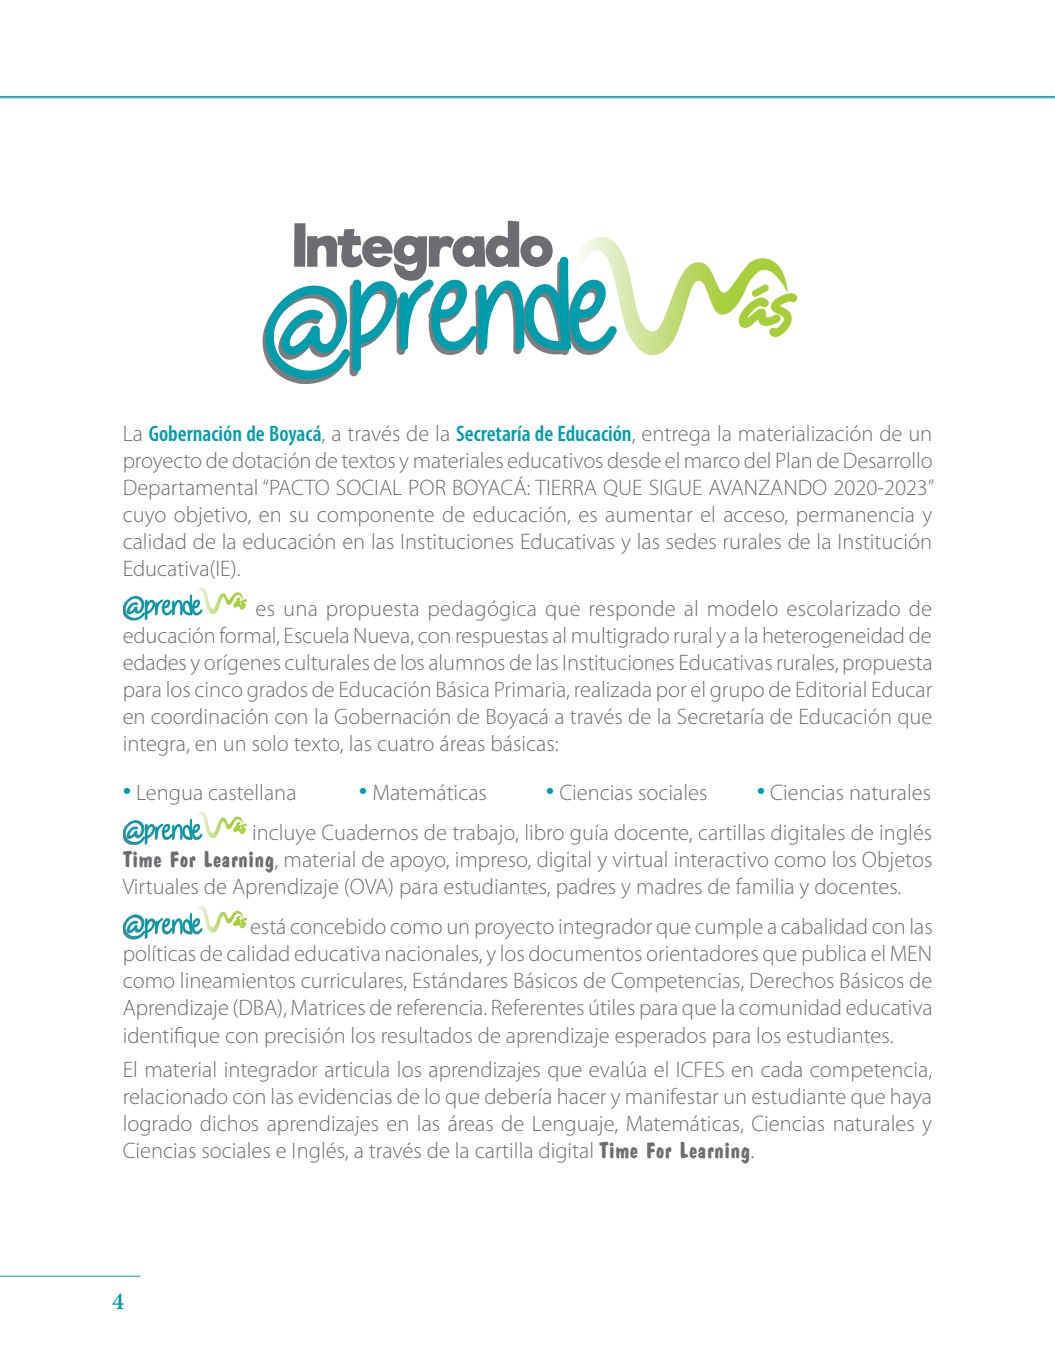 Integrado
@prende más
La Gobernación de Boyacá, a través de la Secretaría de Educación, entrega la materialización de un
proyecto de dotación de textos y materiales educativos desde el marco del Plan de Desarrollo
Departamental “PACTO SOCIAL POR BOYACÁ: TIERRA QUE SIGUE AVANZANDO 2020-2023”
cuyo objetivo, en su componente de educación, es aumentar el acceso, permanencia y
calidad de la educación en las Instituciones Educativas y las sedes rurales de la Institución
Educativa(IE).
@prende más es una propuesta pedagógica que responde al modelo escolarizado de
educación formal, Escuela Nueva, con respuestas al multigrado rural y a la heterogeneidad de
edades y orígenes culturales de los alumnos de las Instituciones Educativas rurales, propuesta
para los cinco grados de Educación Básica Primaria, realizada por el grupo de Editorial Educar
en coordinación con la Gobernación de Boyacá a través de la Secretaría de Educación que
integra, en un solo texto, las cuatro áreas básicas:
• Lengua castellana • Matemáticas • Ciencias sociales • Ciencias naturales
@prende más incluye Cuadernos de trabajo, libro guía docente, cartillas digitales de inglés
Time For Learning, material de apoyo, impreso, digital y virtual interactivo como los Objetos
Virtuales de Aprendizaje (OVA) para estudiantes, padres y madres de familia y docentes.
@prende más está concebido como un proyecto integrador que cumple a cabalidad con las
políticas de calidad educativa nacionales, y los documentos orientadores que publica el MEN
como lineamientos curriculares, Estándares Básicos de Competencias, Derechos Básicos de
Aprendizaje (DBA), Matrices de referencia. Referentes útiles para que la comunidad educativa
identifique con precisión los resultados de aprendizaje esperados para los estudiantes.
El material integrador articula los aprendizajes que evalúa el ICFES en cada competencia,
relacionado con las evidencias de lo que debería hacer y manifestar un estudiante que haya
logrado dichos aprendizajes en las áreas de Lenguaje, Matemáticas, Ciencias naturales y
Ciencias sociales e Inglés, a través de la cartilla digital Time For Learning.
4